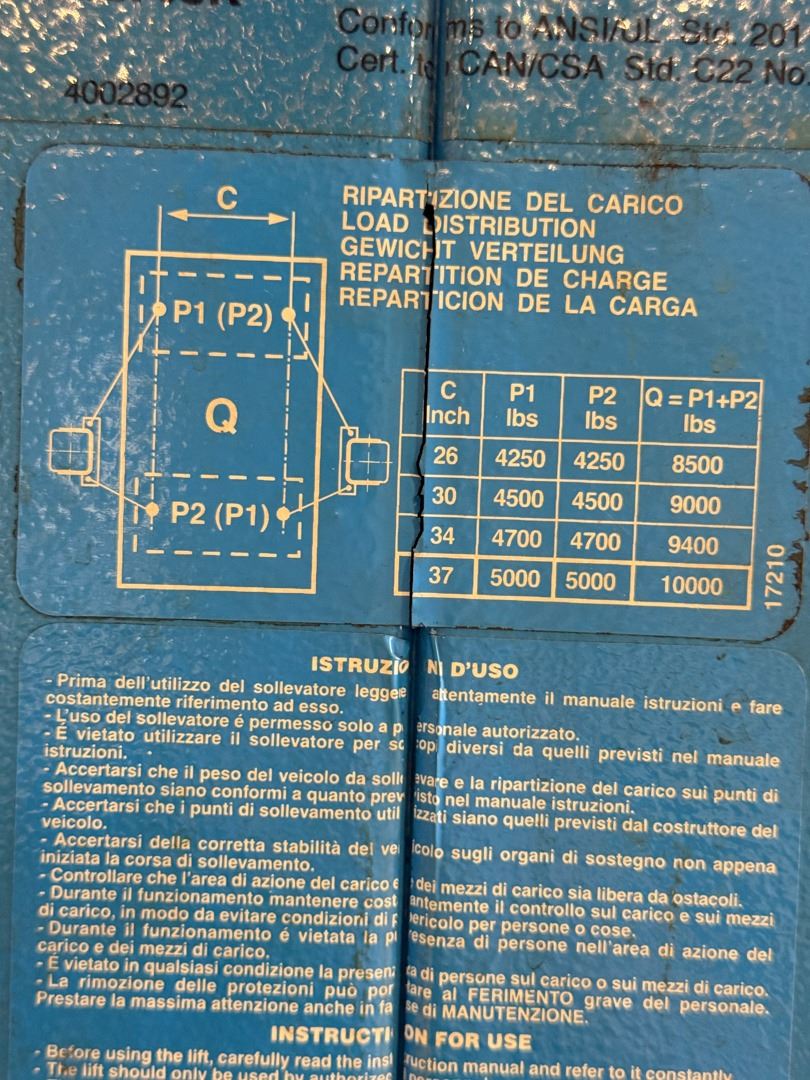 Conforms to ANSI/UL Std. 201
Cert. to CAN/CSA Std. C22 No
4002892
C
RIPARTIZIONE DEL CARICO
LOAD DISTRIBUTION
GEWICHT VERTEILUNG
REPARTITION DE CHARGE
REPARTICION DE LA CARGA
P1 (P2)
Q
P2 (P1)
C Inch P1 lbs P2 lbs Q = P1+P2 lbs
26 4250 4250 8500
30 4500 4500 9000
34 4700 4700 9400
37 5000 5000 10000
17210
ISTRUZIONI D'USO
- Prima dell'utilizzo del sollevatore leggere attentamente il manuale istruzioni e fare
costantemente riferimento ad esso.
- L'uso del sollevatore é permesso solo a personale autorizzato.
- É vietato utilizzare il sollevatore per scopi diversi da quelli previsti nel manuale
istruzioni.
- Accertarsi che il peso del veicolo da sollevare e la ripartizione del carico sui punti di
sollevamento siano conformi a quanto previsto nel manuale istruzioni.
- Accertarsi che i punti di sollevamento utilizzati siano quelli previsti dal costruttore del
veicolo.
- Accertarsi della corretta stabilità del veicolo sugli organi di sostegno non appena
iniziata la corsa di sollevamento.
- Controllare che l'area di azione del carico e dei mezzi di carico sia libera da ostacoli.
- Durante il funzionamento mantenere costantemente il controllo sul carico e sui mezzi
di carico, in modo da evitare condizioni di pericolo per persone o cose.
- Durante il funzionamento é vietata la presenza di persone nell'area di azione del
carico e dei mezzi di carico.
- É vietato in qualsiasi condizione la presenza di persone sul carico o sui mezzi di carico.
- La rimozione delle protezioni può portare al FERIMENTO grave del personale.
Prestare la massima attenzione anche in fase di MANUTENZIONE.
INSTRUCTION FOR USE
- Before using the lift, carefully read the instruction manual and refer to it constantly
- The lift should only be used by authorized